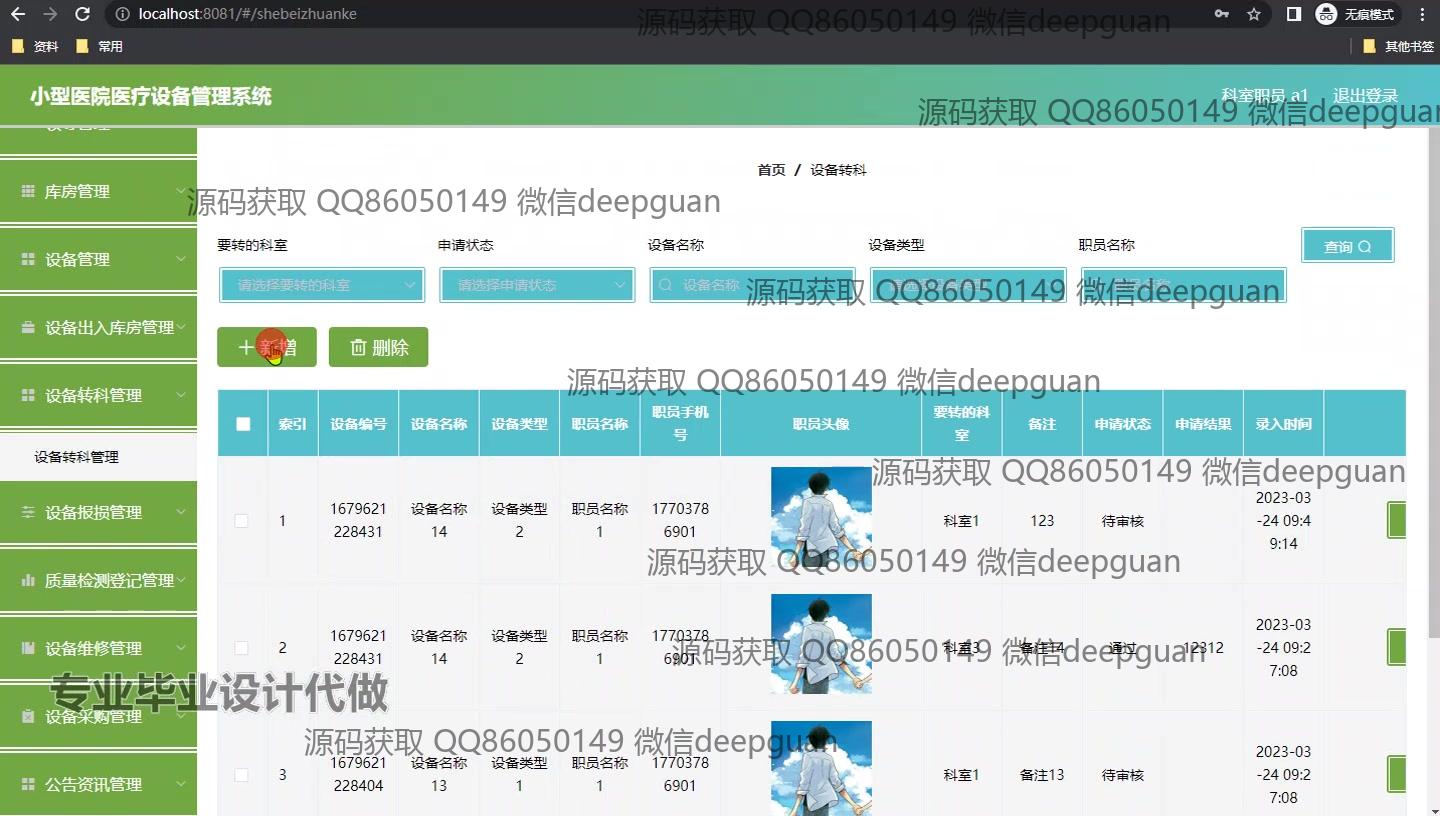 localhost:8081/#/shebeizhuanke
无痕模式
源码获取 QQ86050149 微信deepguan
资料
常用
其他书签
小型医院医疗设备管理系统
科室职员 a1
退出登录
源码获取 QQ86050149 微信deepguan
首页 / 设备转科
库房管理
源码获取 QQ86050149 微信deepguan
要转的科室
申请状态
设备名称
设备类型
职员名称
查询
设备管理
请选择要转的科室
请选择申请状态
设备名称
源码获取 QQ86050149 微信deepguan
设备出入库房管理
新增
删除
源码获取 QQ86050149 微信deepguan
设备转科管理
索引
设备编号
设备名称
设备类型
职员名称
职员手机
号
职员头像
要转的科
室
备注
申请状态
申请结果
录入时间
设备转科管理
源码获取 QQ86050149 微信deepguan
设备报损管理
1
1679621
228431
设备名称
14
设备类型
2
职员名称
1
1770378
6901
科室1
123
待审核
2023-03
-24 09:4
9:14
源码获取 QQ86050149 微信deepguan
质量检测登记管理
设备维修管理
2
1679621
228431
设备名称
14
设备类型
2
职员名称
1
1770378
6901
科室3
备注14
通过
12312
2023-03
-24 09:2
7:08
源码获取 QQ86050149 微信deepguan
专业毕业设计代做
设备采购管理
源码获取 QQ86050149 微信deepguan
公告资讯管理
3
1679621
228404
设备名称
13
设备类型
1
职员名称
1
1770378
6901
科室1
备注13
待审核
2023-03
-24 09:2
7:08